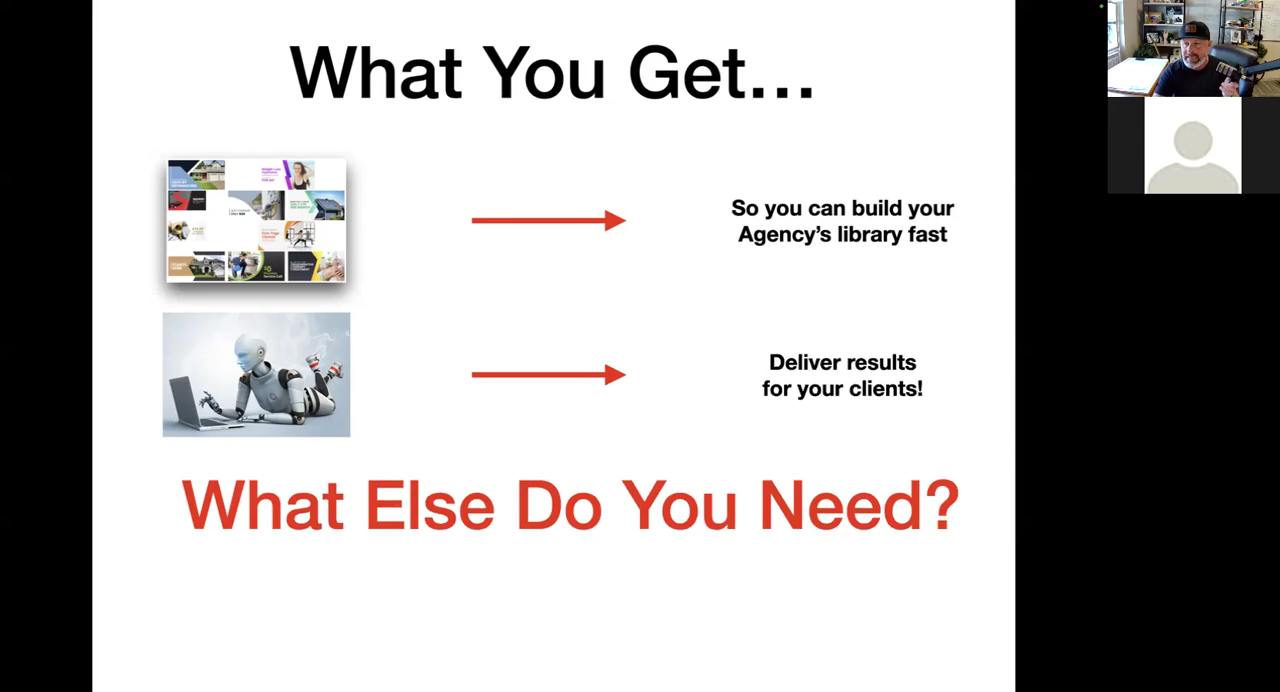 What You Get...
So you can build your
Agency's library fast
Deliver results
for your clients!
What Else Do You Need?